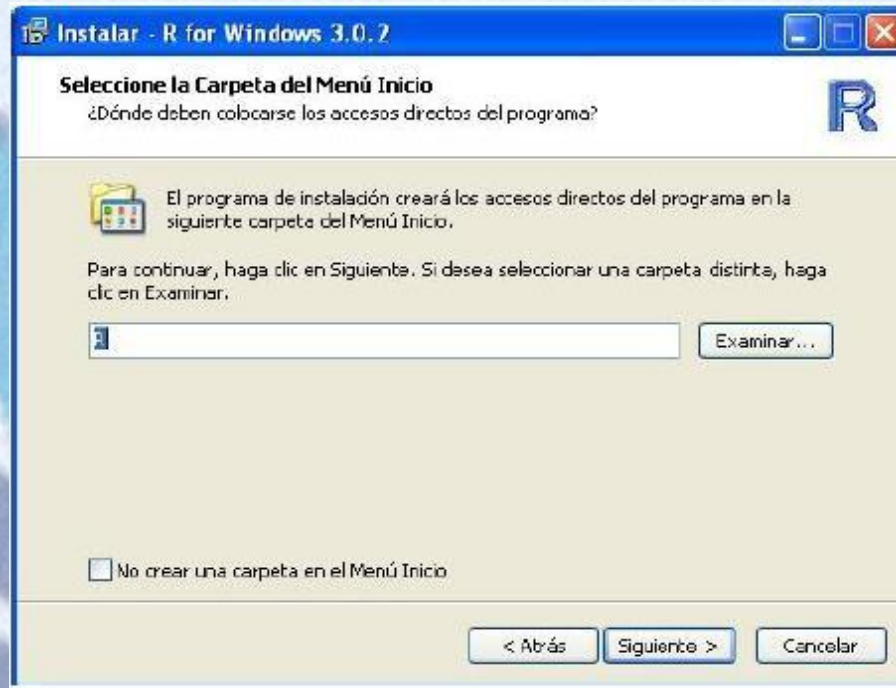 Instalar - R for Windows 3.0.2
Seleccione la Carpeta del Menú Inicio
¿Dónde deben colocarse los accesos directos del programa?
R
El programa de instalación creará los accesos directos del programa en la
siguiente carpeta del Menú Inicio.
Para continuar, haga clic en Siguiente. Si desea seleccionar una carpeta distinta, haga
clic en Examinar.
R
Examinar...
No crear una carpeta en el Menú Inicio
< Atrás
Siguiente >
Cancelar